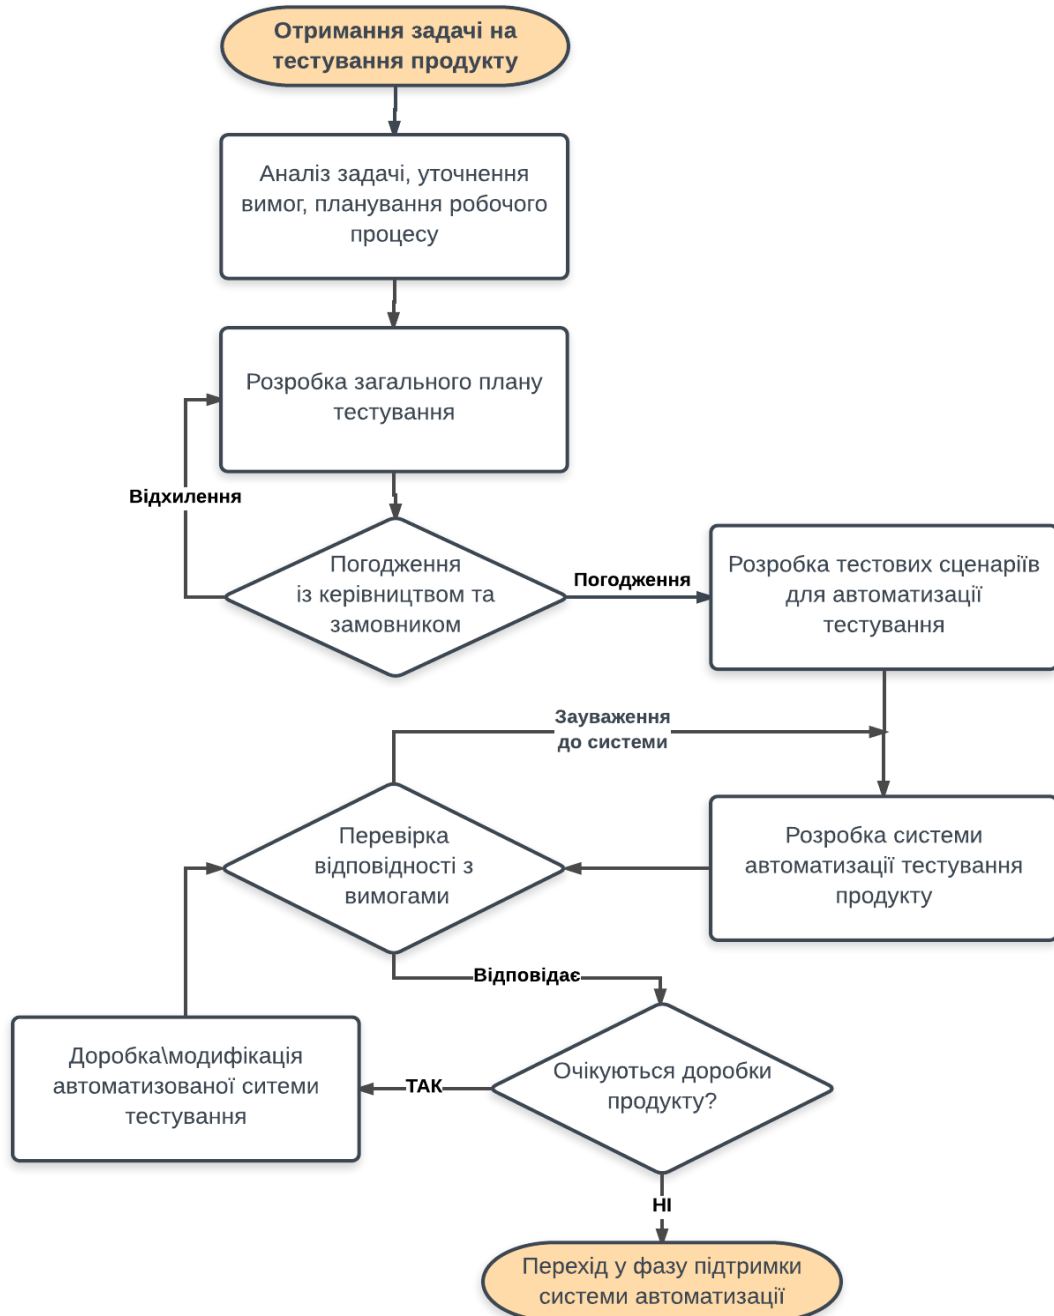 Отримання задачі на
тестування продукту
Аналіз задачі, уточнення
вимог, планування робочого
процесу
Розробка загального плану
тестування
Відхилення
Погодження
із керівництвом та
замовником
Погодження
Розробка тестових сценаріїв
для автоматизації
тестування
Зауваження
до системи
Перевірка
відповідності з
вимогами
Розробка системи
автоматизації тестування
продукту
Відповідає
Доробка\модифікація
автоматизованої ситеми
тестування
ТАК
Очікуються доробки
продукту?
НІ
Перехід у фазу підтримки
системи автоматизації